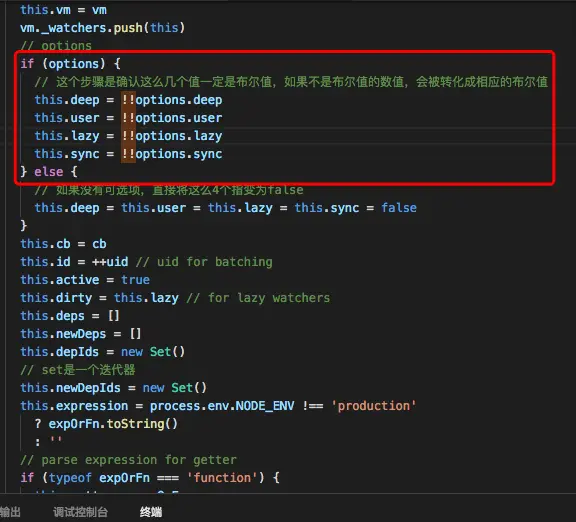 this.vm = vm
vm._watchers.push(this)
// options
if (options) {
// 这个步骤是确认这么几个值一定是布尔值，如果不是布尔值的数值，会被转化成相应的布尔值
this.deep = !!options.deep
this.user = !!options.user
this.lazy = !!options.lazy
this.sync = !!options.sync
} else {
// 如果没有可选项，直接将这么4个指变为false
this.deep = this.user = this.lazy = this.sync = false
}
this.cb = cb
this.id = ++uid // uid for batching
this.active = true
this.dirty = this.lazy // for lazy watchers
this.deps = []
this.newDeps = []
this.depIds = new Set()
// set是一个迭代器
this.newDepIds = new Set()
this.expression = process.env.NODE_ENV !== 'production'
? expOrFn.toString()
: ''
// parse expression for getter
if (typeof expOrFn === 'function') {
输出 调试控制台 终端